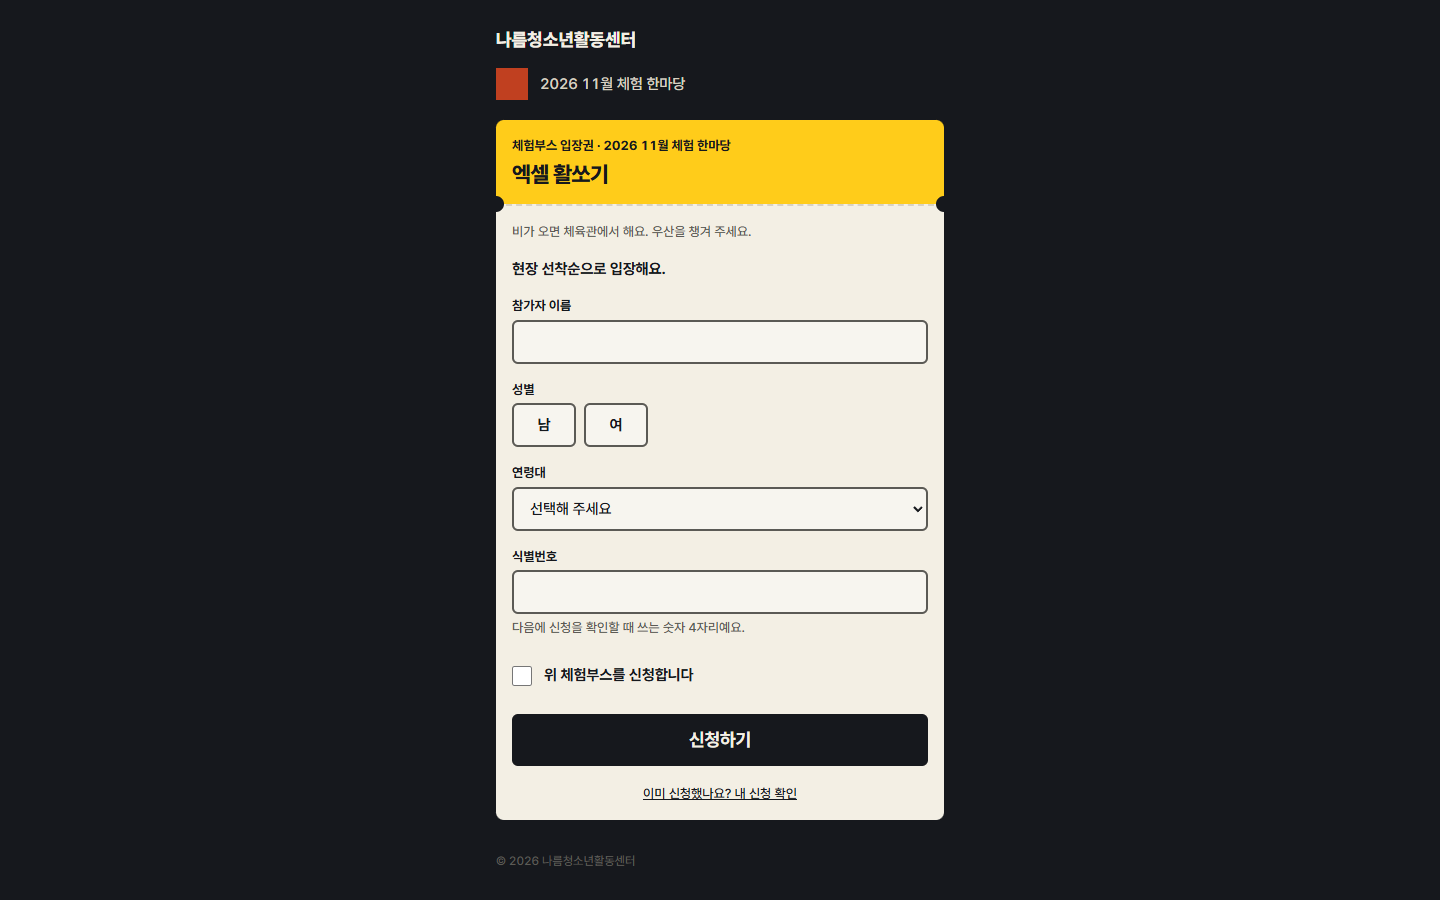 나름청소년활동센터
2026 11월 체험 한마당
체험부스 입장권 · 2026 11월 체험 한마당
엑셀 활쏘기
비가 오면 체육관에서 해요. 우산을 챙겨 주세요.
현장 선착순으로 입장해요.
참가자 이름
성별
남 여
연령대
선택해 주세요
식별번호
다음에 신청을 확인할 때 쓰는 숫자 4자리예요.
위 체험부스를 신청합니다
신청하기
이미 신청했나요? 내 신청 확인
© 2026 나름청소년활동센터